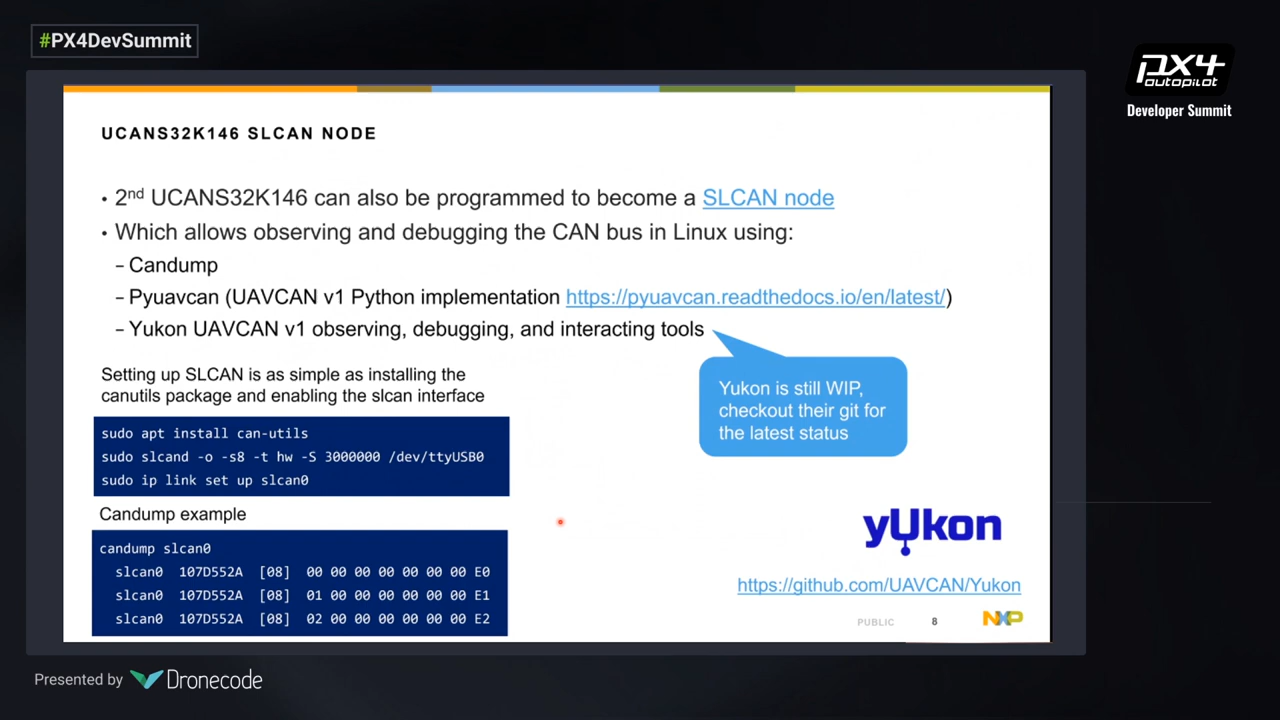 #PX4DevSummit
PX4
autopilot
Developer Summit
UCANS32K146 SLCAN NODE
• 2nd UCANS32K146 can also be programmed to become a SLCAN node
• Which allows observing and debugging the CAN bus in Linux using:
– Candump
– Pyuavcan (UAVCAN v1 Python implementation https://pyuavcan.readthedocs.io/en/latest/)
– Yukon UAVCAN v1 observing, debugging, and interacting tools
Yukon is still WIP,
checkout their git for
the latest status
Setting up SLCAN is as simple as installing the
canutils package and enabling the slcan interface
sudo apt install can-utils
sudo slcand -o -s8 -t hw -S 3000000 /dev/ttyUSB0
sudo ip link set up slcan0
Candump example
candump slcan0
slcan0 107D552A [08] 00 00 00 00 00 00 00 E0
slcan0 107D552A [08] 01 00 00 00 00 00 00 E1
slcan0 107D552A [08] 02 00 00 00 00 00 00 E2
yUkon
https://github.com/UAVCAN/Yukon
PUBLIC 8 NXP
Presented by Dronecode